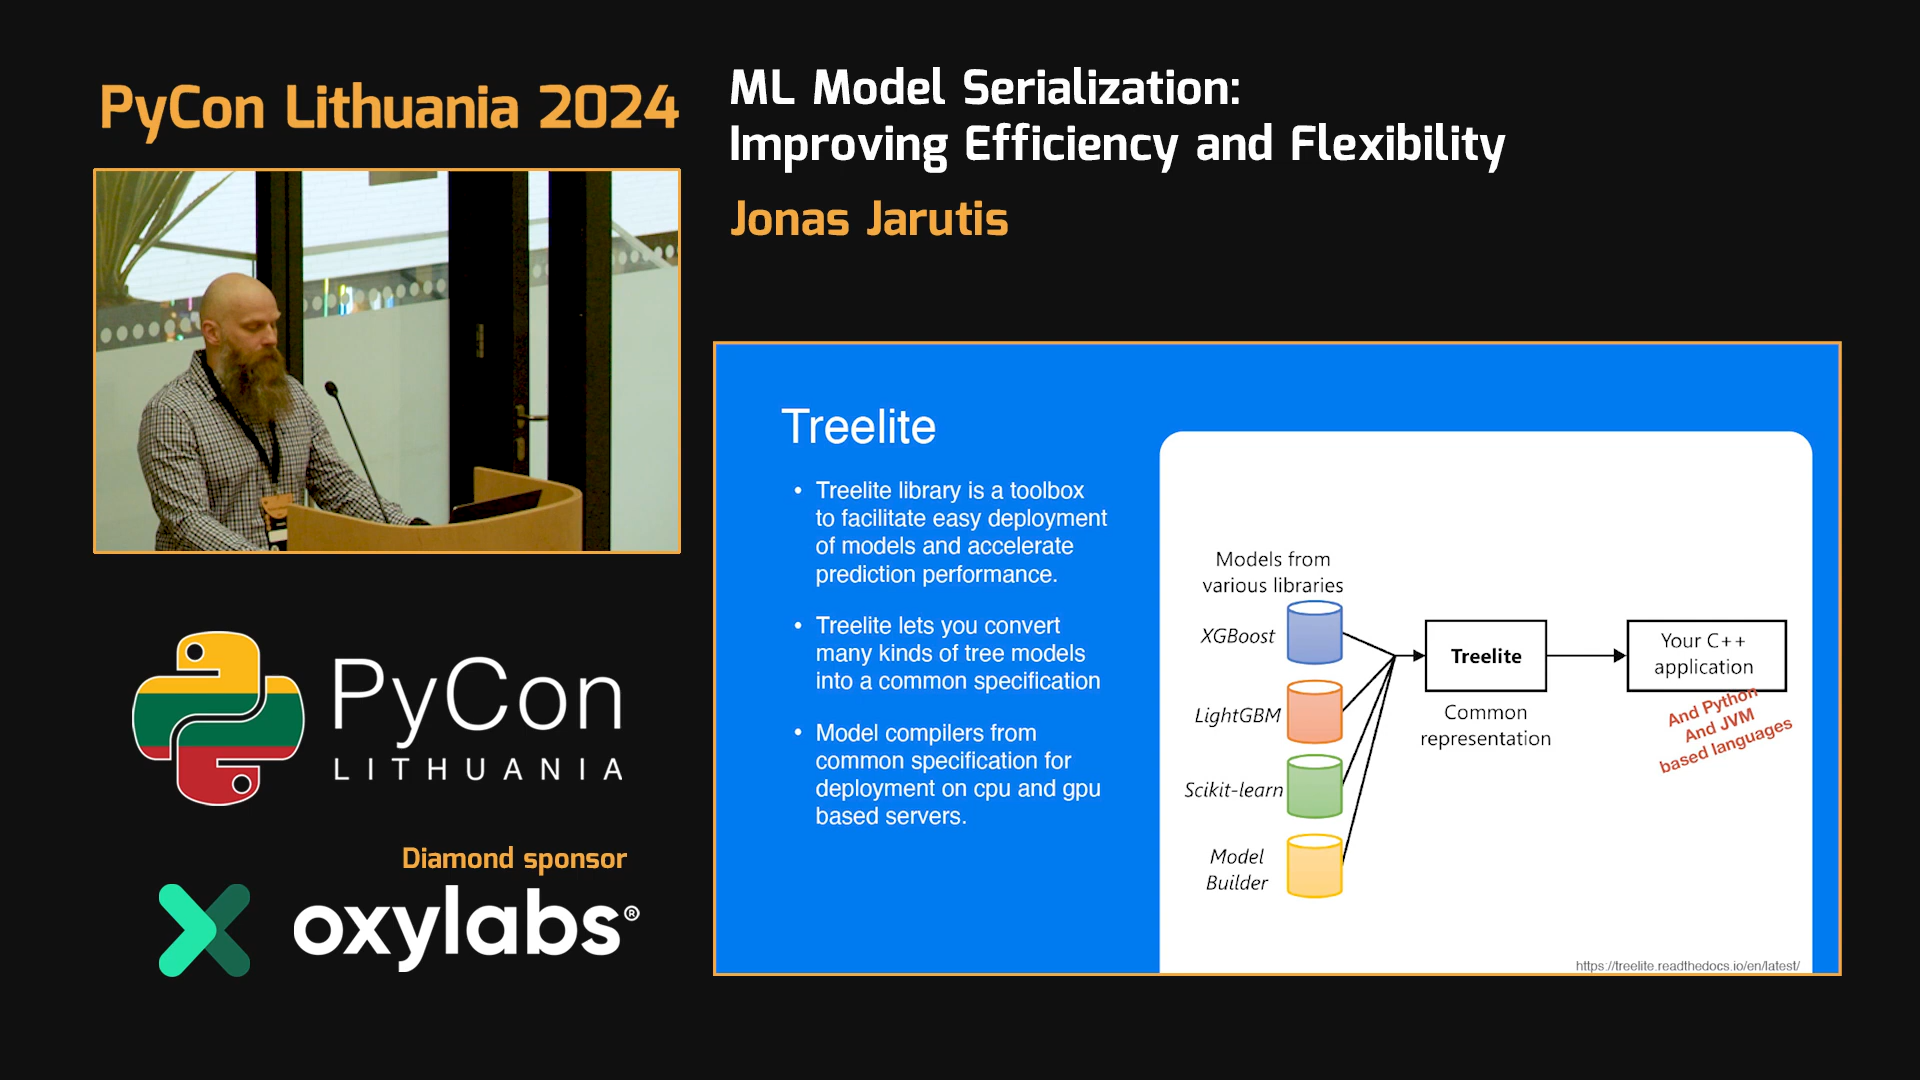 PyCon Lithuania 2024
ML Model Serialization:
Improving Efficiency and Flexibility
Jonas Jarutis
Treelite
• Treelite library is a toolbox
to facilitate easy deployment
of models and accelerate
prediction performance.
• Treelite lets you convert
many kinds of tree models
into a common specification
• Model compilers from
common specification for
deployment on cpu and gpu
based servers.
Models from
various libraries
XGBoost
LightGBM
Scikit-learn
Model
Builder
Treelite
Common
representation
Your C++
application
And Python
And JVM
based languages
https://treelite.readthedocs.io/en/latest/
PyCon
LITHUANIA
Diamond sponsor
oxylabs®